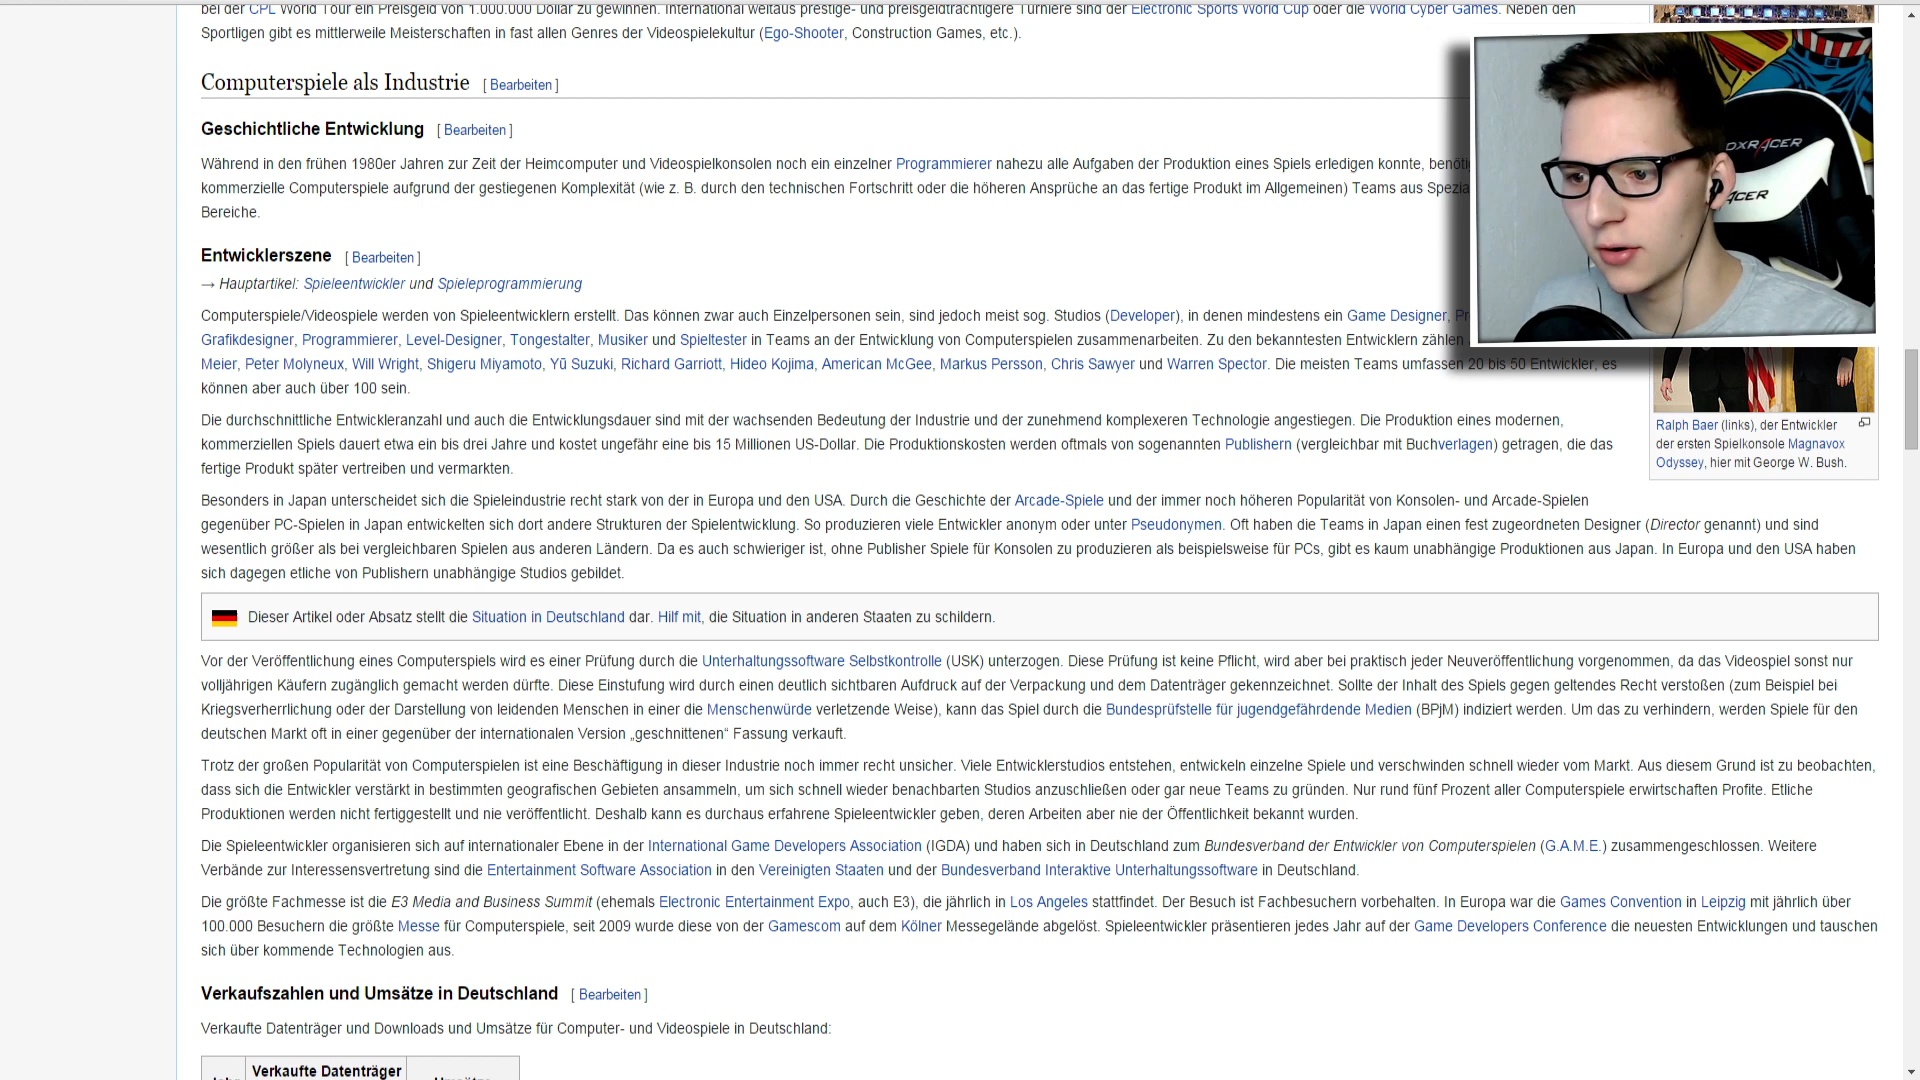 bei der CPL World Tour ein Preisgeld von 1.000.000 Dollar zu gewinnen. International weitaus prestige- und preisgeldträchtigere Turniere sind der Electronic Sports World Cup oder die World Cyber Games. Neben den
Sportligen gibt es mittlerweile Meisterschaften in fast allen Genres der Videospielekultur (Ego-Shooter, Construction Games, etc.).
Computerspiele als Industrie [ Bearbeiten ]
Geschichtliche Entwicklung [ Bearbeiten ]
Während in den frühen 1980er Jahren zur Zeit der Heimcomputer und Videospielkonsolen noch ein einzelner Programmierer nahezu alle Aufgaben der Produktion eines Spiels erledigen konnte,
kommerzielle Computerspiele aufgrund der gestiegenen Komplexität (wie z. B. durch den technischen Fortschritt oder die höheren Ansprüche an das fertige Produkt im Allgemeinen) Teams aus
Bereiche.
DXRACER
ACER
Entwicklerszene [ Bearbeiten ]
→ Hauptartikel: Spieleentwickler und Spieleprogrammierung
Computerspiele/Videospiele werden von Spieleentwicklern erstellt. Das können zwar auch Einzelpersonen sein, sind jedoch meist sog. Studios (Developer), in denen mindestens ein Game Designer,
Grafikdesigner, Programmierer, Level-Designer, Tongestalter, Musiker und Spieltester in Teams an der Entwicklung von Computerspielen zusammenarbeiten. Zu den bekanntesten Entwicklern zählen
Meier, Peter Molyneux, Will Wright, Shigeru Miyamoto, Yū Suzuki, Richard Garriott, Hideo Kojima, American McGee, Markus Persson, Chris Sawyer und Warren Spector. Die meisten Teams umfassen 20 bis 50 Entwickler, es
können aber auch über 100 sein.
Die durchschnittliche Entwickleranzahl und auch die Entwicklungsdauer sind mit der wachsenden Bedeutung der Industrie und der zunehmend komplexeren Technologie angestiegen. Die Produktion eines modernen,
kommerziellen Spiels dauert etwa ein bis drei Jahre und kostet ungefähr eine bis 15 Millionen US-Dollar. Die Produktionskosten werden oftmals von sogenannten Publishern (vergleichbar mit Buchverlagen) getragen, die das
fertige Produkt später vertreiben und vermarkten.
Ralph Baer (links), der Entwickler
der ersten Spielkonsole Magnavox
Odyssey, hier mit George W. Bush.
Besonders in Japan unterscheidet sich die Spieleindustrie recht stark von der in Europa und den USA. Durch die Geschichte der Arcade-Spiele und der immer noch höheren Popularität von Konsolen- und Arcade-Spielen
gegenüber PC-Spielen in Japan entwickelten sich dort andere Strukturen der Spielentwicklung. So produzieren viele Entwickler anonym oder unter Pseudonymen. Oft haben die Teams in Japan einen fest zugeordneten Designer (Director genannt) und sind
wesentlich größer als bei vergleichbaren Spielen aus anderen Ländern. Da es auch schwieriger ist, ohne Publisher Spiele für Konsolen zu produzieren als beispielsweise für PCs, gibt es kaum unabhängige Produktionen aus Japan. In Europa und den USA haben
sich dagegen etliche von Publishern unabhängige Studios gebildet.
Dieser Artikel oder Absatz stellt die Situation in Deutschland dar. Hilf mit, die Situation in anderen Staaten zu schildern.
Vor der Veröffentlichung eines Computerspiels wird es einer Prüfung durch die Unterhaltungssoftware Selbstkontrolle (USK) unterzogen. Diese Prüfung ist keine Pflicht, wird aber bei praktisch jeder Neuveröffentlichung vorgenommen, da das Videospiel sonst nur
volljährigen Käufern zugänglich gemacht werden dürfte. Diese Einstufung wird durch einen deutlich sichtbaren Aufdruck auf der Verpackung und dem Datenträger gekennzeichnet. Sollte der Inhalt des Spiels gegen geltendes Recht verstoßen (zum Beispiel bei
Kriegsverherrlichung oder der Darstellung von leidenden Menschen in einer die Menschenwürde verletzende Weise), kann das Spiel durch die Bundesprüfstelle für jugendgefährdende Medien (BPjM) indiziert werden. Um das zu verhindern, werden Spiele für den
deutschen Markt oft in einer gegenüber der internationalen Version „geschnittenen“ Fassung verkauft.
Trotz der großen Popularität von Computerspielen ist eine Beschäftigung in dieser Industrie noch immer recht unsicher. Viele Entwicklerstudios entstehen, entwickeln einzelne Spiele und verschwinden schnell wieder vom Markt. Aus diesem Grund ist zu beobachten,
dass sich die Entwickler verstärkt in bestimmten geografischen Gebieten ansammeln, um sich schnell wieder benachbarten Studios anzuschließen oder gar neue Teams zu gründen. Nur rund fünf Prozent aller Computerspiele erwirtschaften Profite. Etliche
Produktionen werden nicht fertiggestellt und nie veröffentlicht. Deshalb kann es durchaus erfahrene Spieleentwickler geben, deren Arbeiten aber nie der Öffentlichkeit bekannt wurden.
Die Spieleentwickler organisieren sich auf internationaler Ebene in der International Game Developers Association (IGDA) und haben sich in Deutschland zum Bundesverband der Entwickler von Computerspielen (G.A.M.E.) zusammengeschlossen. Weitere
Verbände zur Interessensvertretung sind die Entertainment Software Association in den Vereinigten Staaten und der Bundesverband Interaktive Unterhaltungssoftware in Deutschland.
Die größte Fachmesse ist die E3 Media and Business Summit (ehemals Electronic Entertainment Expo, auch E3), die jährlich in Los Angeles stattfindet. Der Besuch ist Fachbesuchern vorbehalten. In Europa war die Games Convention in Leipzig mit jährlich über
100.000 Besuchern die größte Messe für Computerspiele, seit 2009 wurde diese von der Gamescom auf dem Kölner Messegelände abgelöst. Spieleentwickler präsentieren jedes Jahr auf der Game Developers Conference die neuesten Entwicklungen und tauschen
sich über kommende Technologien aus.
Verkaufszahlen und Umsätze in Deutschland [ Bearbeiten ]
Verkaufte Datenträger und Downloads und Umsätze für Computer- und Videospiele in Deutschland:
Verkaufte Datenträger